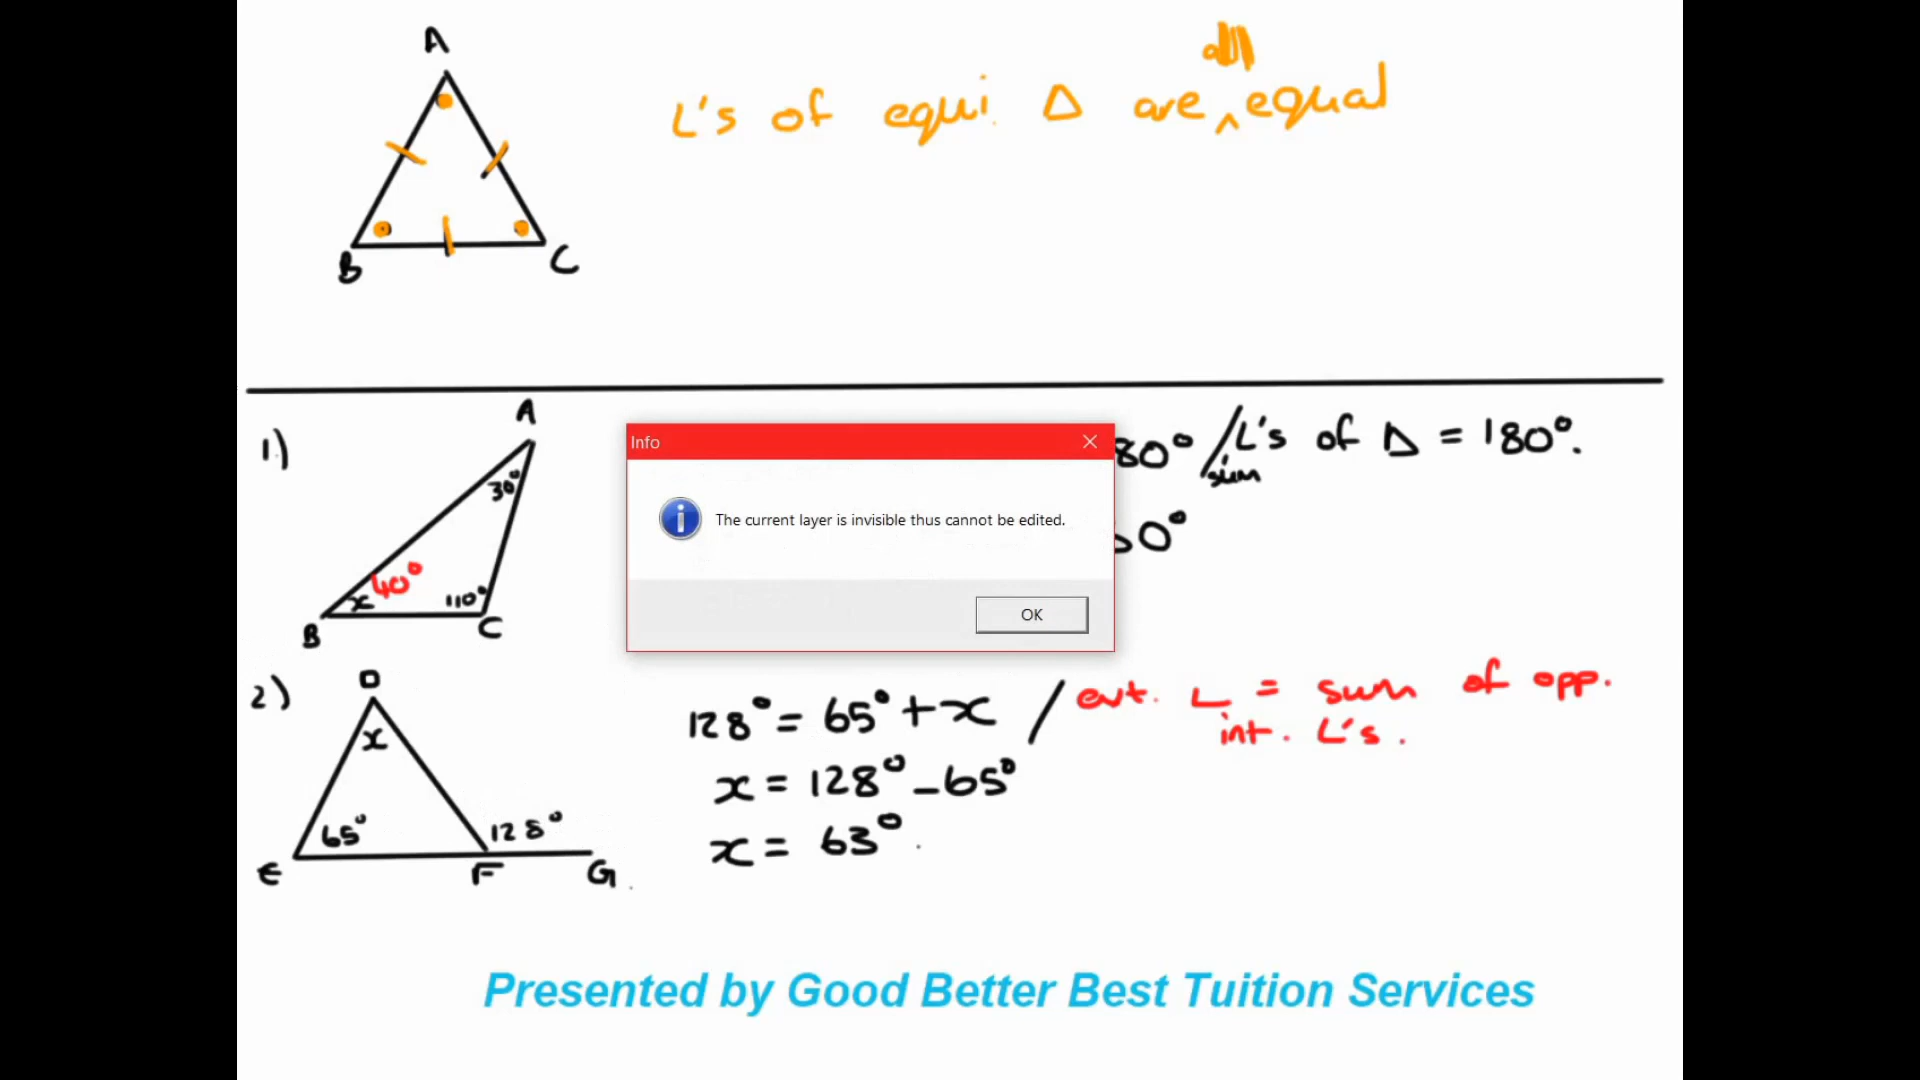 A
all
L's of equi. Δ are ^ equal
B
C
1)
A
30°
40°
x
110°
B
C
80° / L's of Δ = 180°.
sum
0°
Info
The current layer is invisible thus cannot be edited.
OK
2)
D
x
65°
128°
E
F
G
128° = 65° + x / ext. L = sum of opp.
int. L's.
x = 128° - 65°
x = 63°.
Presented by Good Better Best Tuition Services